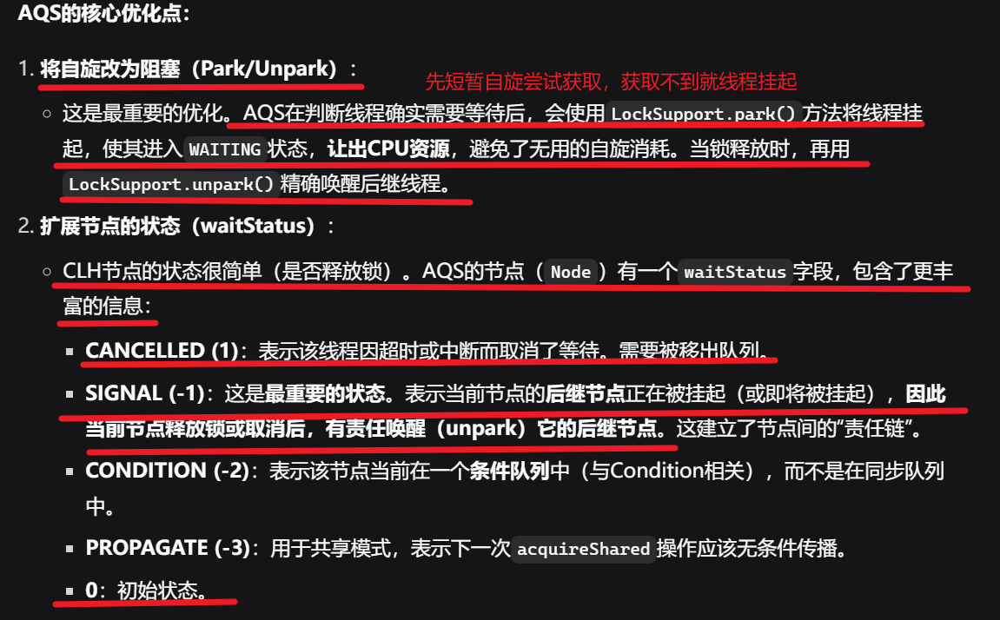 AQS的核心优化点：
1. 将自旋改为阻塞（Park/Unpark）：
先短暂自旋尝试获取，获取不到就线程挂起
这是最重要的优化。AQS在判断线程确实需要等待后，会使用 LockSupport.park() 方法将线程挂
起，使其进入 WAITING 状态，让出CPU资源，避免了无用的自旋消耗。当锁释放时，再用
LockSupport.unpark() 精确唤醒后继线程。
2. 扩展节点的状态（waitStatus）：
CLH节点的状态很简单（是否释放锁）。AQS的节点（ Node ）有一个 waitStatus 字段，包含了更丰
富的信息：
CANCELLED (1)：表示该线程因超时或中断而取消了等待。需要被移出队列。
SIGNAL (-1)：这是最重要的状态。表示当前节点的后继节点正在被挂起（或即将被挂起），因此
当前节点释放锁或取消后，有责任唤醒（unpark）它的后继节点。这建立了节点间的“责任链”。
CONDITION (-2)：表示该节点当前在一个条件队列中（与Condition相关），而不是在同步队列
中。
PROPAGATE (-3)：用于共享模式，表示下一次 acquireShared 操作应该无条件传播。
0：初始状态。